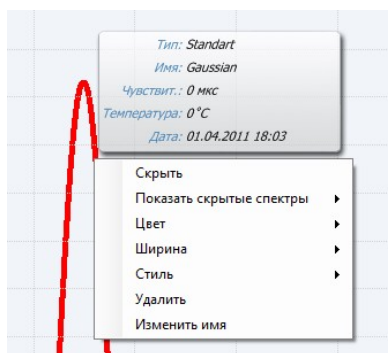 Тип: Standart
Имя: Gaussian
Чувствит.: 0 мкс
Температура: 0°C
Дата: 01.04.2011 18:03
Скрыть
Показать скрытые спектры
Цвет
Ширина
Стиль
Удалить
Изменить имя